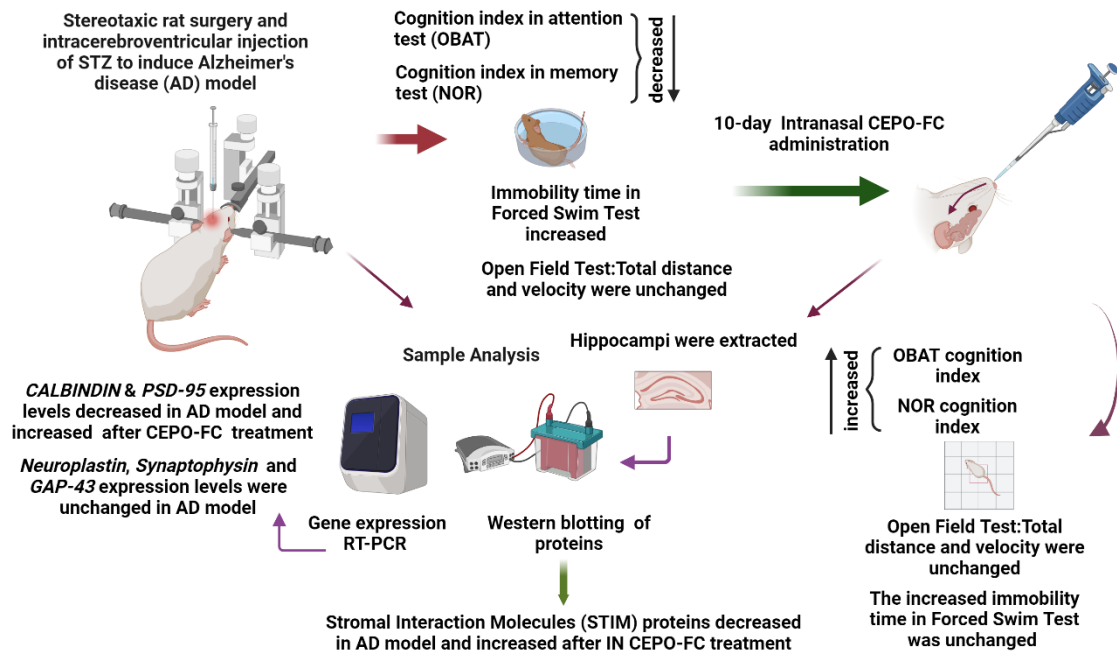 Stereotaxic rat surgery and
intracerebroventricular injection
of STZ to induce Alzheimer's
disease (AD) model
Cognition index in attention
test (OBAT)
Cognition index in memory
test (NOR)
decreased
Immobility time in
Forced Swim Test
increased
Open Field Test:Total distance
and velocity were unchanged
10-day Intranasal CEPO-FC
administration
Hippocampi were extracted
Sample Analysis
CALBINDIN & PSD-95 expression
levels decreased in AD model and
increased after CEPO-FC treatment
Neuroplastin, Synaptophysin and
GAP-43 expression levels were
unchanged in AD model
Gene expression
RT-PCR
Western blotting of
proteins
Stromal Interaction Molecules (STIM) proteins decreased
in AD model and increased after IN CEPO-FC treatment
increased
OBAT cognition
index
NOR cognition
index
Open Field Test:Total
distance and velocity were
unchanged
The increased immobility
time in Forced Swim Test
was unchanged